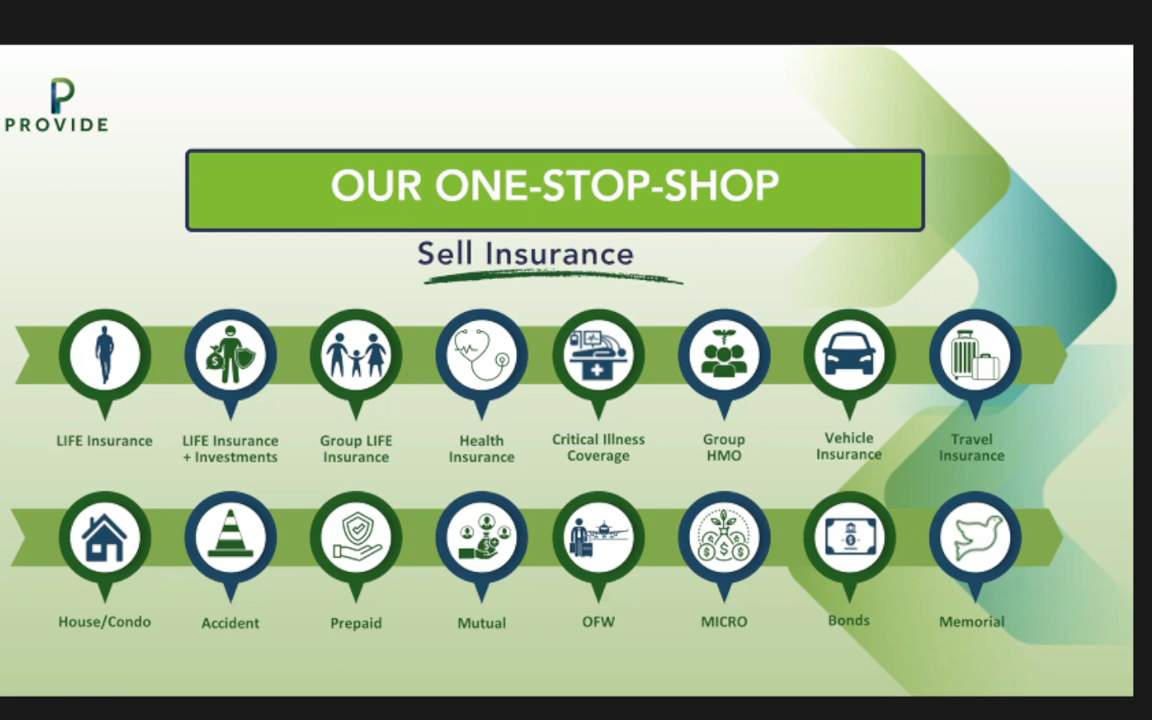 PROVIDE
OUR ONE-STOP-SHOP
Sell Insurance
LIFE Insurance
LIFE Insurance
+ Investments
Group LIFE
Insurance
Health
Insurance
Critical Illness
Coverage
Group
HMO
Vehicle
Insurance
Travel
Insurance
House/Condo
Accident
Prepaid
Mutual
OFW
MICRO
Bonds
Memorial